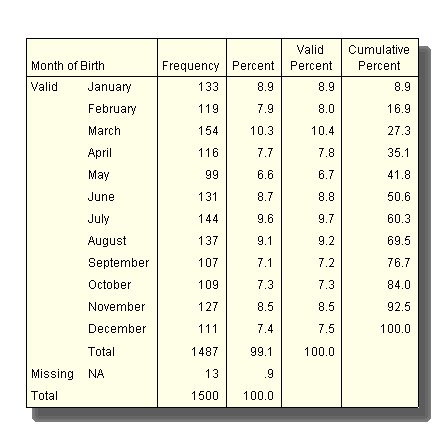 Valid Cumulative
Month of Birth Frequency Percent Percent Percent
Valid January 133 8.9 8.9 8.9
February 119 7.9 8.0 16.9
March 154 10.3 10.4 27.3
April 116 7.7 7.8 35.1
May 99 6.6 6.7 41.8
June 131 8.7 8.8 50.6
July 144 9.6 9.7 60.3
August 137 9.1 9.2 69.5
September 107 7.1 7.2 76.7
October 109 7.3 7.3 84.0
November 127 8.5 8.5 92.5
December 111 7.4 7.5 100.0
Total 1487 99.1 100.0
Missing NA 13 .9
Total 1500 100.0